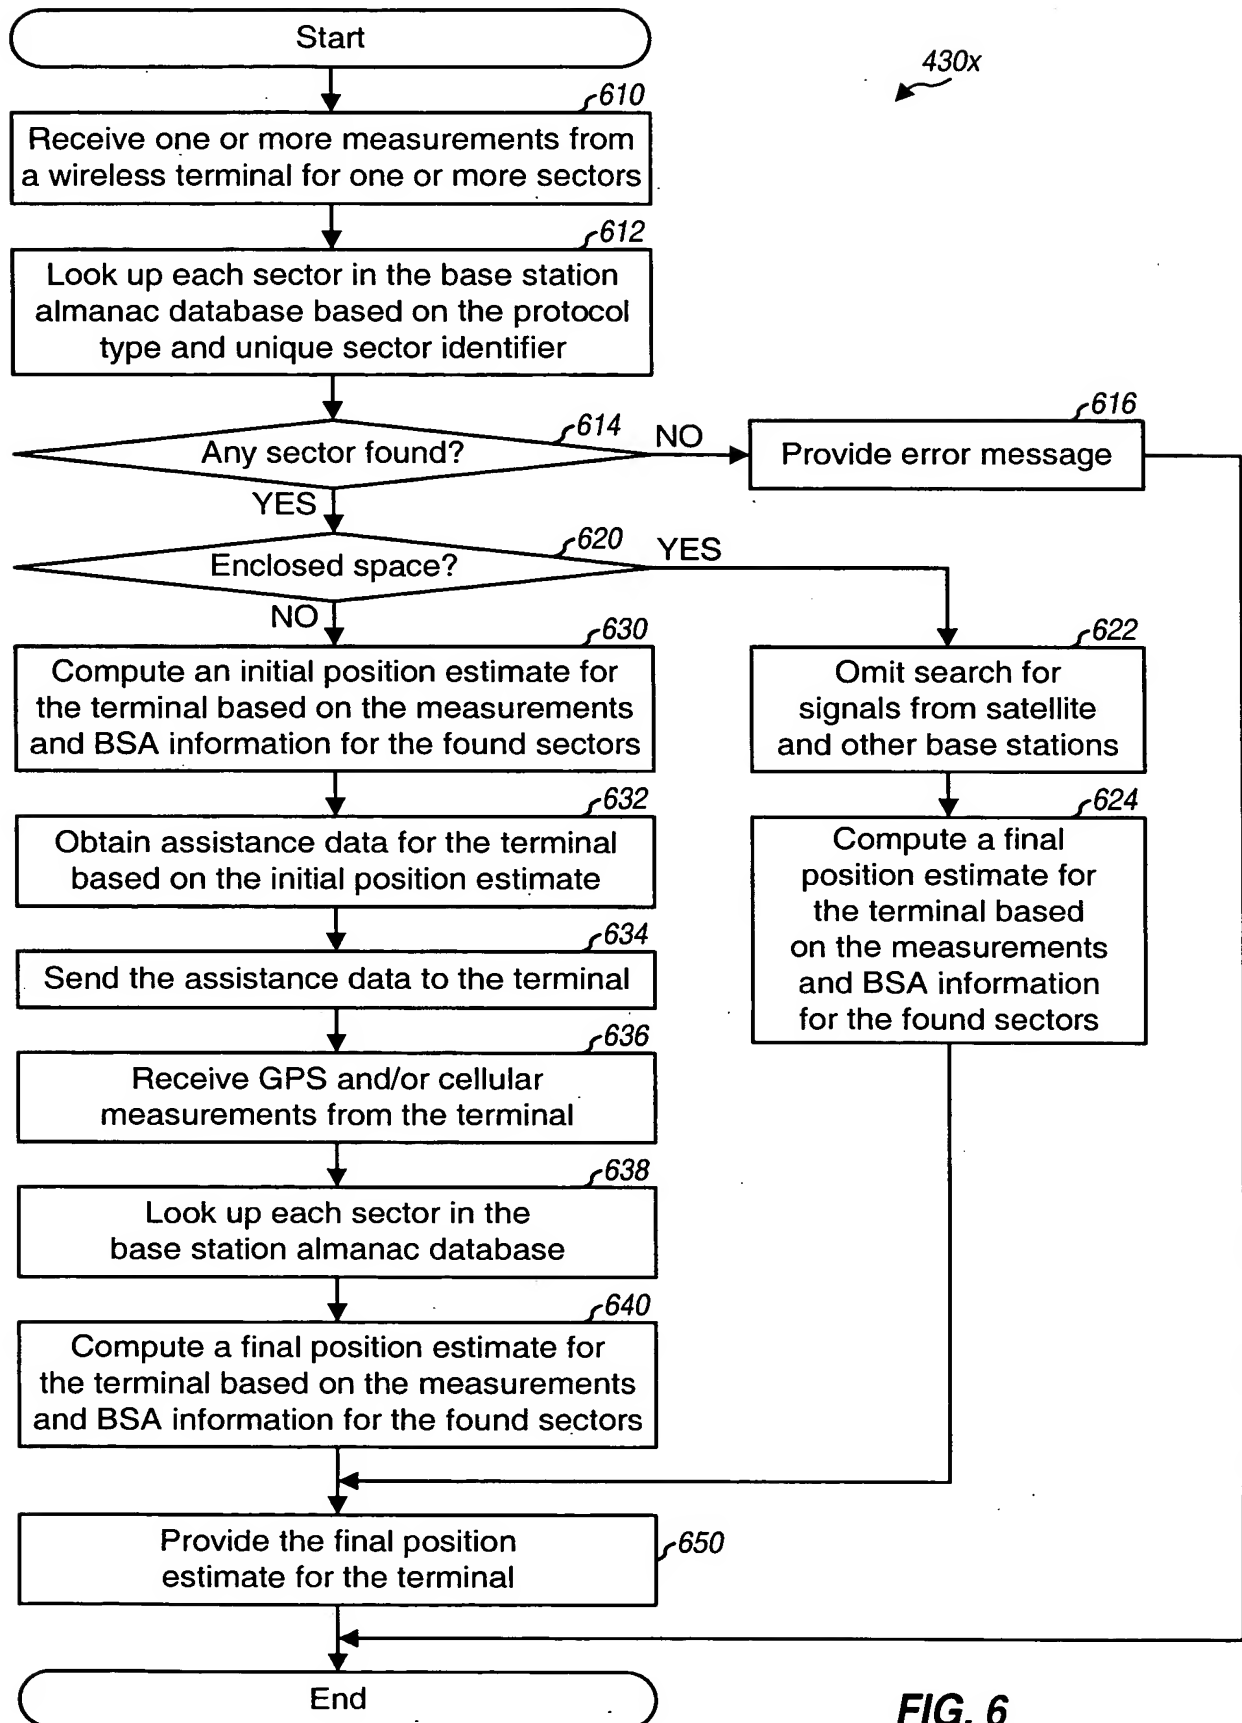 Start
430x
610
Receive one or more measurements from
a wireless terminal for one or more sectors
612
Look up each sector in the base station
almanac database based on the protocol
type and unique sector identifier
614
Any sector found?
NO
616
Provide error message
YES
620
Enclosed space?
YES
NO
630
Compute an initial position estimate for
the terminal based on the measurements
and BSA information for the found sectors
622
Omit search for
signals from satellite
and other base stations
632
Obtain assistance data for the terminal
based on the initial position estimate
624
Compute a final
position estimate for
the terminal based
on the measurements
and BSA information
for the found sectors
634
Send the assistance data to the terminal
636
Receive GPS and/or cellular
measurements from the terminal
638
Look up each sector in the
base station almanac database
640
Compute a final position estimate for
the terminal based on the measurements
and BSA information for the found sectors
Provide the final position
estimate for the terminal
650
End
FIG. 6